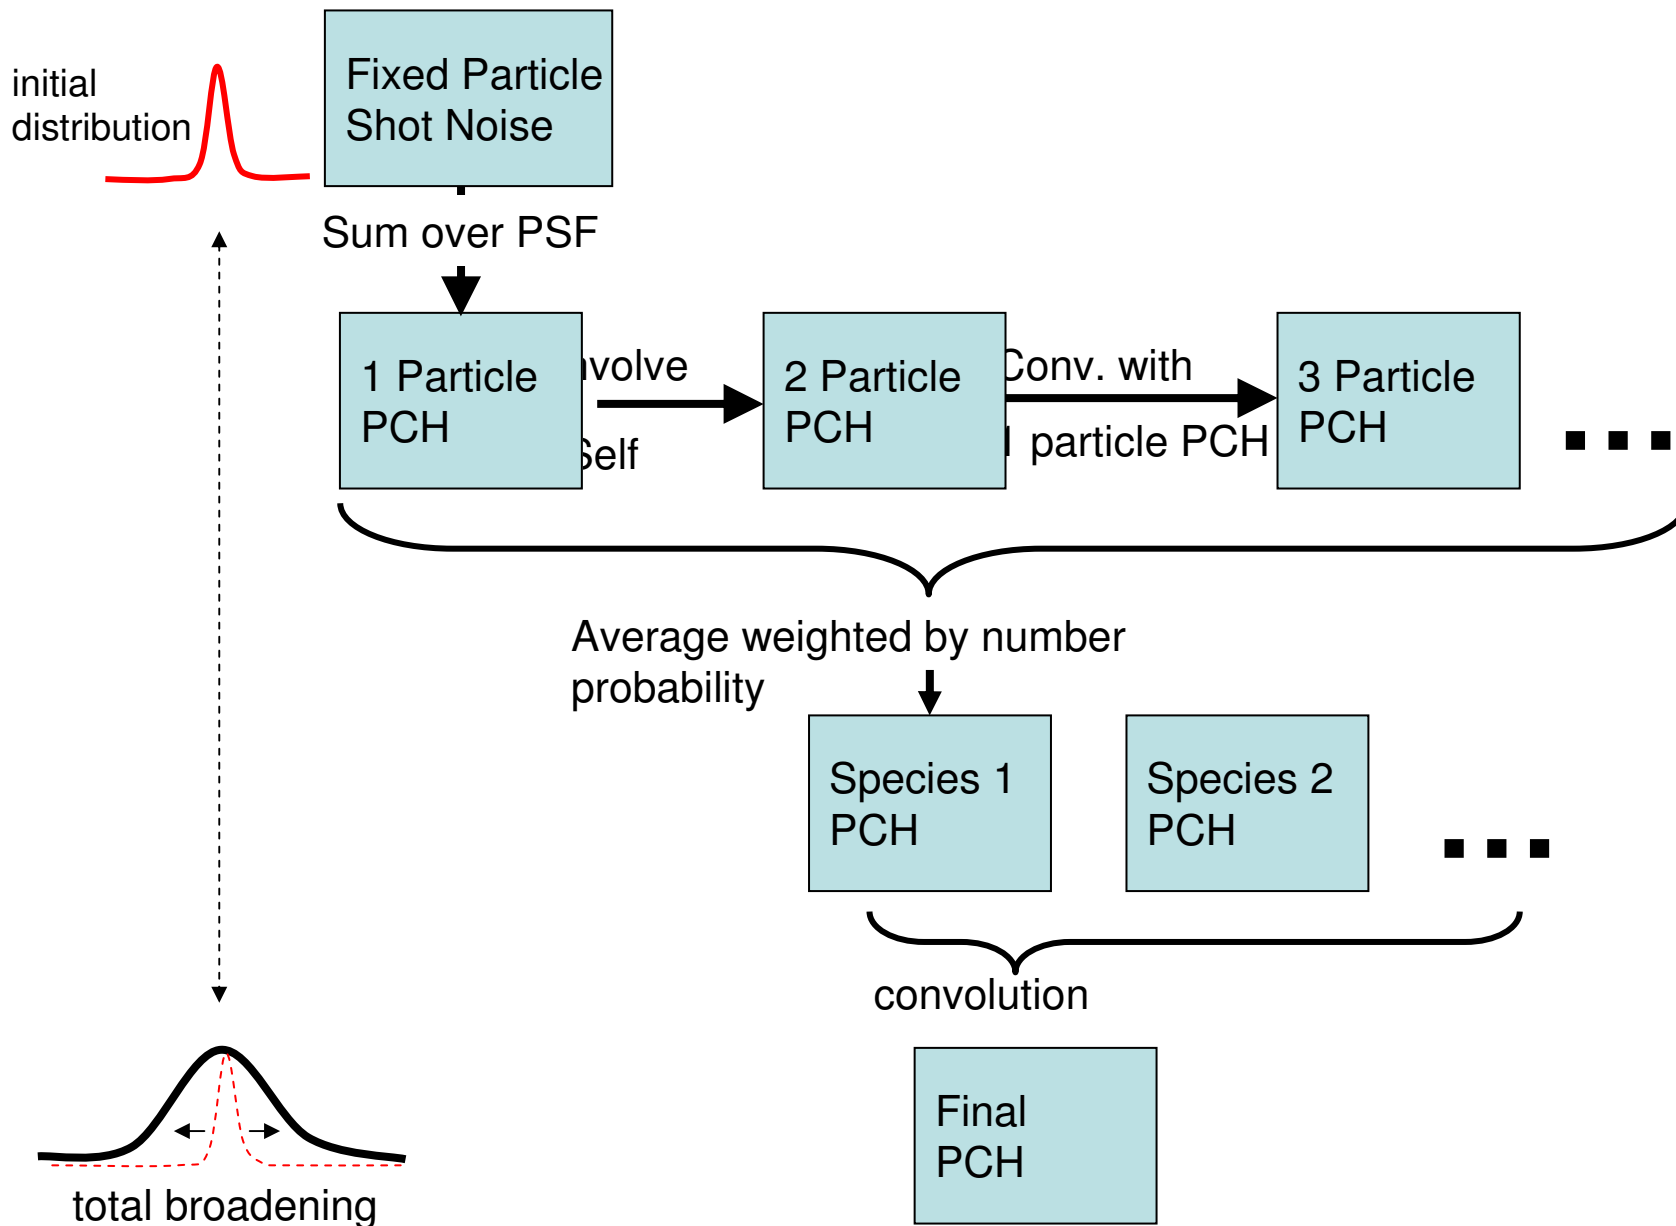 initial
distribution
Fixed Particle
Shot Noise
Sum over PSF
1 Particle
PCH
nvolve
Self
2 Particle
PCH
Conv. with
1 particle PCH
3 Particle
PCH
Average weighted by number
probability
Species 1
PCH
Species 2
PCH
convolution
Final
PCH
total broadening